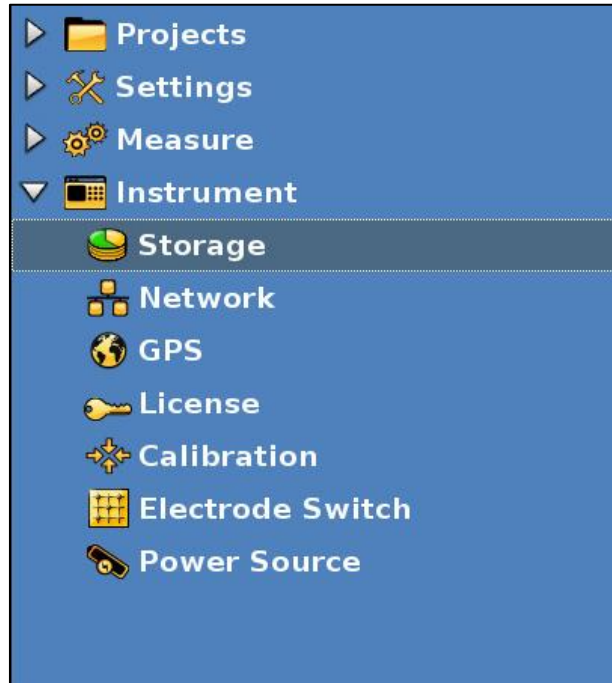 Projects
Settings
Measure
Instrument
Storage
Network
GPS
License
Calibration
Electrode Switch
Power Source